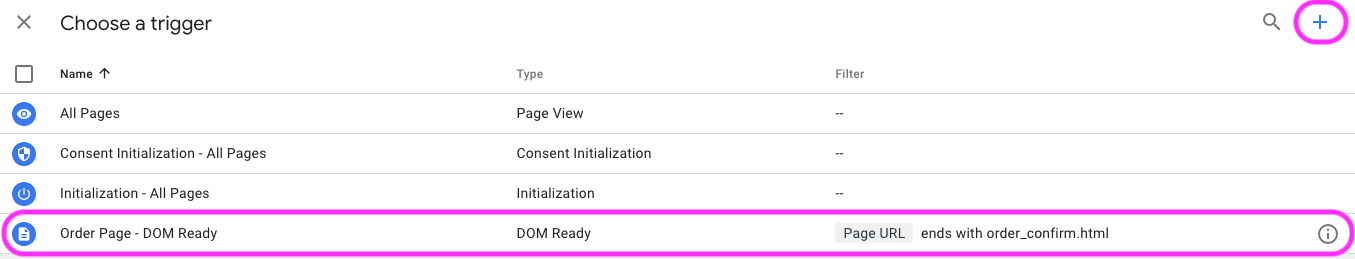 Choose a trigger
Name Type Filter
All Pages Page View --
Consent Initialization - All Pages Consent Initialization --
Initialization - All Pages Initialization --
Order Page - DOM Ready DOM Ready Page URL ends with order_confirm.html